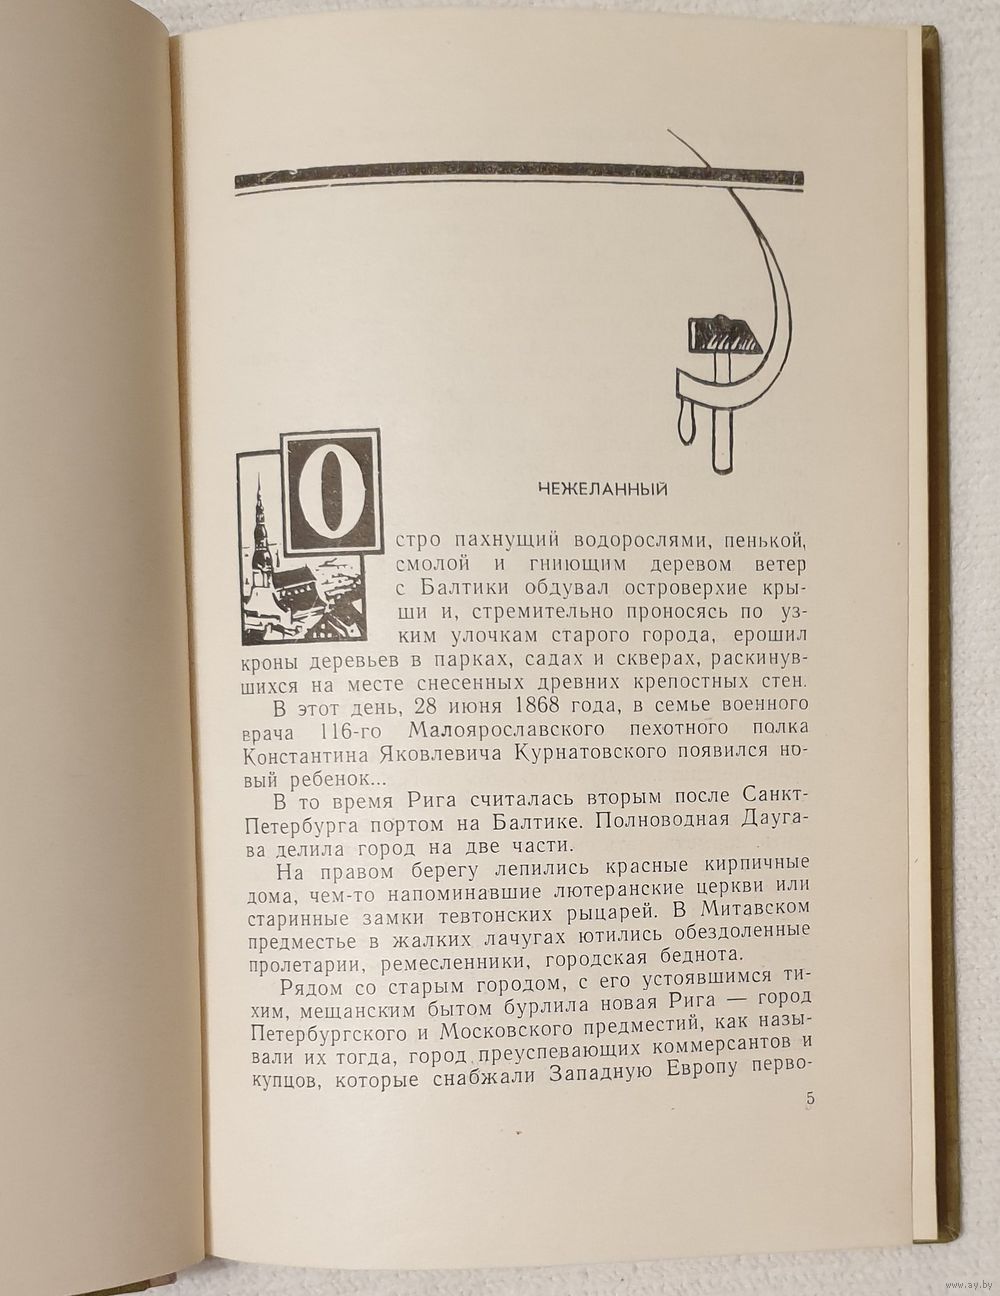 НЕЖЕЛАННЫЙ
Остро пахнущий водорослями, пенькой,
смолой и гниющим деревом ветер
с Балтики обдувал островерхие кры-
ши и, стремительно проносясь по уз-
ким улочкам старого города, ерошил
кроны деревьев в парках, садах и скверах, раскинув-
шихся на месте снесенных древних крепостных стен.
В этот день, 28 июня 1868 года, в семье военного
врача 116-го Малоярославского пехотного полка
Константина Яковлевича Курнатовского появился но-
вый ребенок...
В то время Рига считалась вторым после Санкт-
Петербурга портом на Балтике. Полноводная Дауга-
ва делила город на две части.
На правом берегу лепились красные кирпичные
дома, чем-то напоминавшие лютеранские церкви или
старинные замки тевтонских рыцарей. В Митавском
предместье в жалких лачугах ютились обездоленные
пролетарии, ремесленники, городская беднота.
Рядом со старым городом, с его устоявшимся ти-
хим, мещанским бытом бурлила новая Рига — город
Петербургского и Московского предместий, как назы-
вали их тогда, город преуспевающих коммерсантов и
купцов, которые снабжали Западную Европу перво-
5
www.ay.by